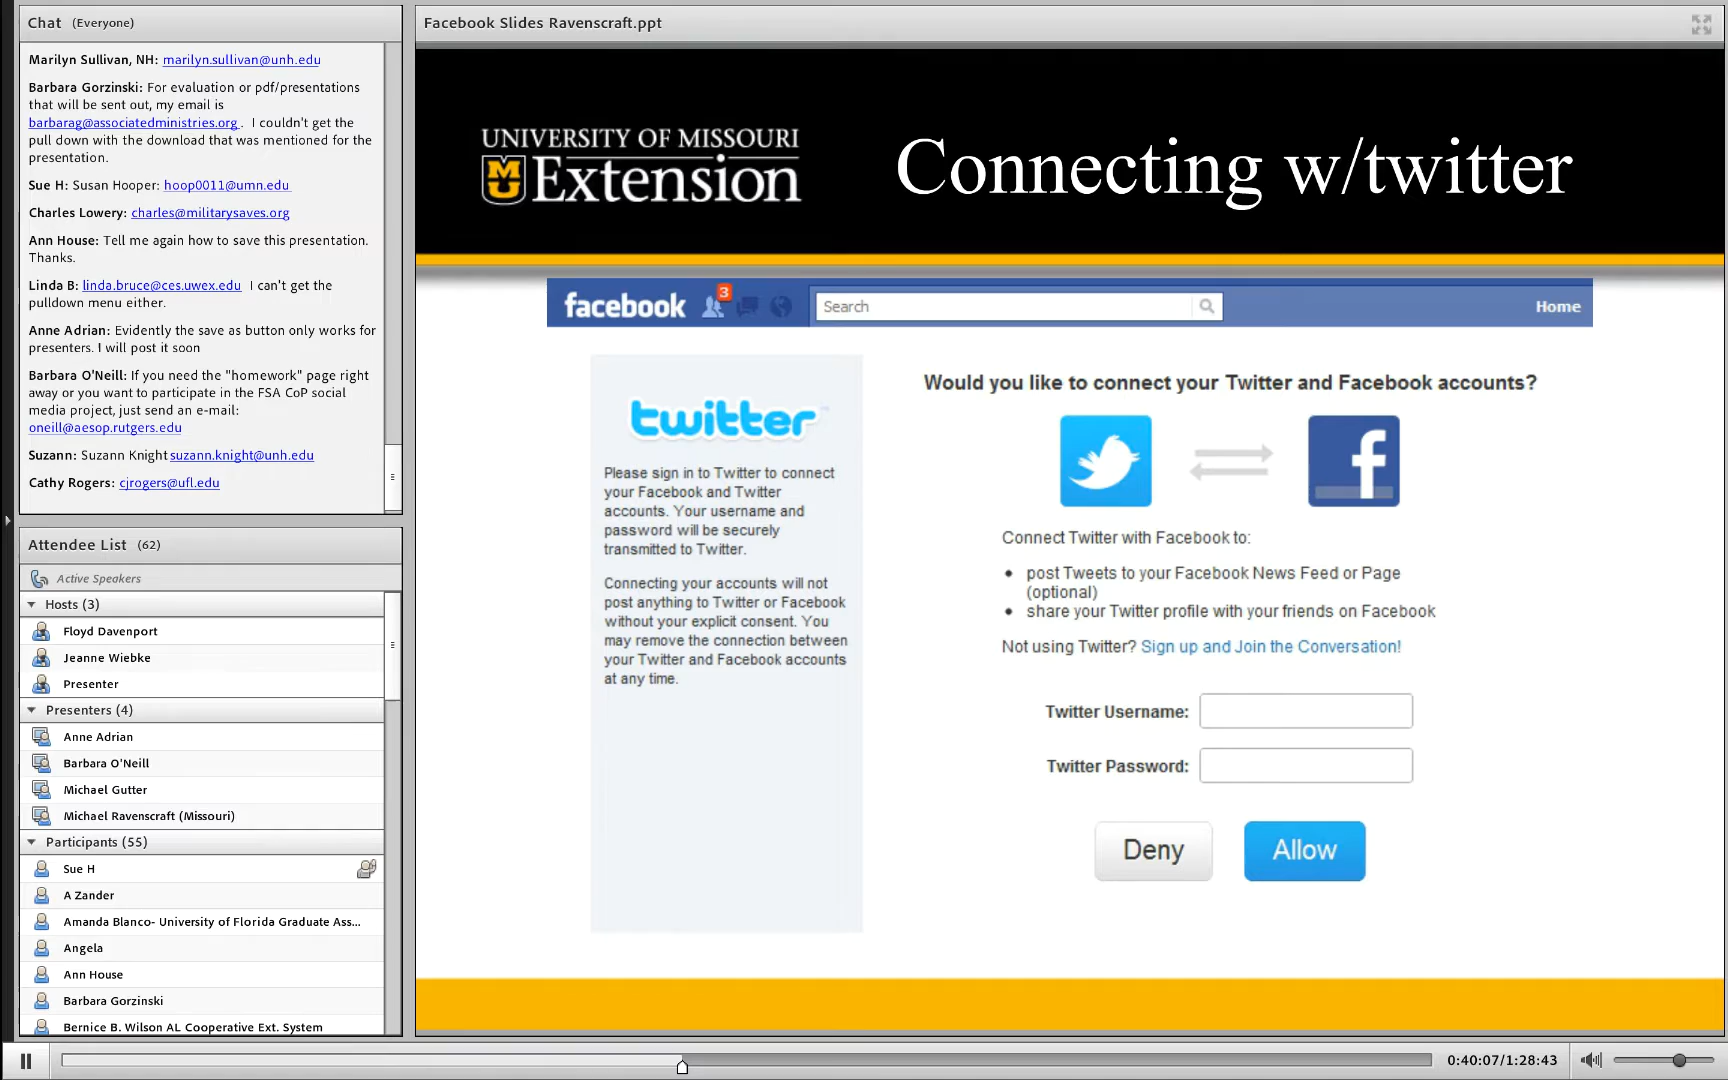 Chat (Everyone)
Marilyn Sullivan, NH: marilyn.sullivan@unh.edu
Barbara Gorzinski: For evaluation or pdf/presentations
that will be sent out, my email is
barbarag@associatedministries.org . I couldn't get the
pull down with the download that was mentioned for the
presentation.
Sue H: Susan Hooper: hoop0011@umn.edu
Charles Lowery: charles@militarysaves.org
Ann House: Tell me again how to save this presentation.
Thanks.
Linda B: linda.bruce@ces.uwex.edu I can't get the
pulldown menu either.
Anne Adrian: Evidently the save as button only works for
presenters. I will post it soon
Barbara O'Neill: If you need the "homework" page right
away or you want to participate in the FSA CoP social
media project, just send an e-mail:
oneill@aesop.rutgers.edu
Suzann: Suzann Knight suzann.knight@unh.edu
Cathy Rogers: cjrogers@ufl.edu
Attendee List (62)
Active Speakers
Hosts (3)
Floyd Davenport
Jeanne Wiebke
Presenter
Presenters (4)
Anne Adrian
Barbara O'Neill
Michael Gutter
Michael Ravenscraft (Missouri)
Participants (55)
Sue H
A Zander
Amanda Blanco- University of Florida Graduate Ass...
Angela
Ann House
Barbara Gorzinski
Bernice B. Wilson AL Cooperative Ext. System
Facebook Slides Ravenscraft.ppt
UNIVERSITY OF MISSOURI
MU Extension
Connecting w/twitter
facebook 3 Search Home
twitter™
Please sign in to Twitter to connect
your Facebook and Twitter
accounts. Your username and
password will be securely
transmitted to Twitter.
Connecting your accounts will not
post anything to Twitter or Facebook
without your explicit consent. You
may remove the connection between
your Twitter and Facebook accounts
at any time.
Would you like to connect your Twitter and Facebook accounts?
f
Connect Twitter with Facebook to:
• post Tweets to your Facebook News Feed or Page
(optional)
• share your Twitter profile with your friends on Facebook
Not using Twitter? Sign up and Join the Conversation!
Twitter Username:
Twitter Password:
Deny Allow
0:40:07/1:28:43